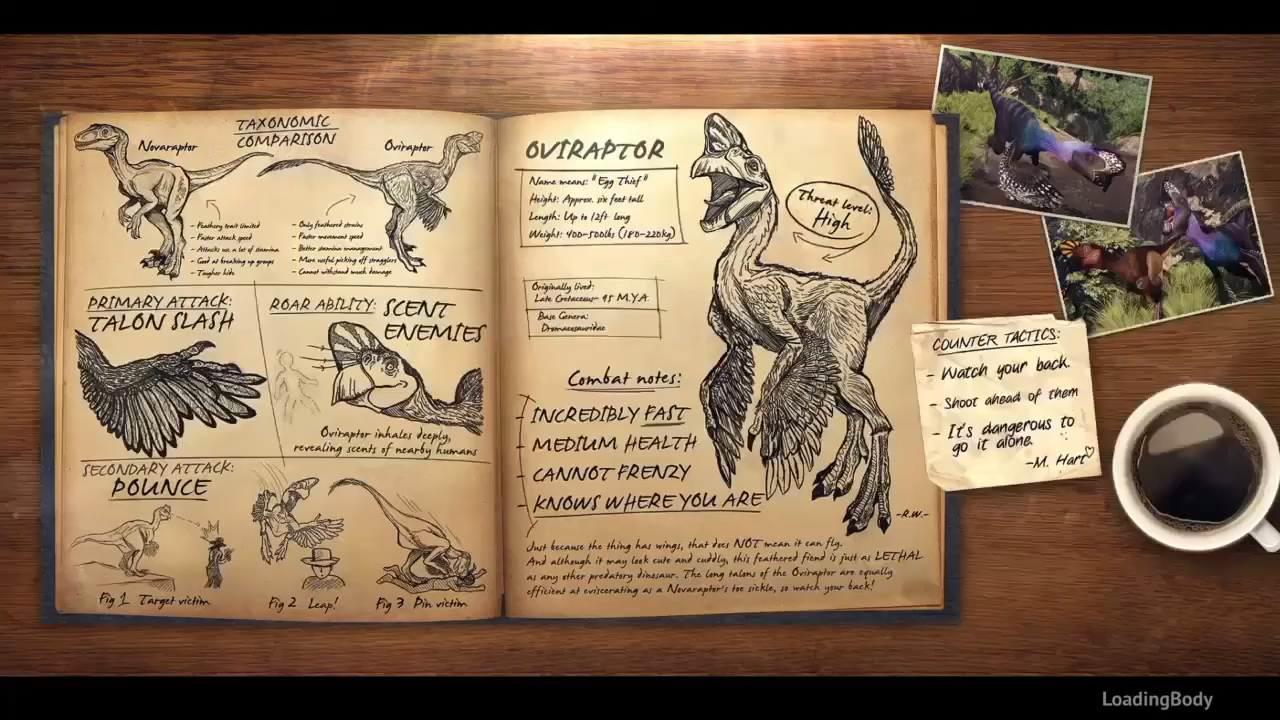 TAXONOMIC
COMPARISON
Novaraptor
Oviraptor
- Feathery trait limited
- Faster attack speed
- Attacks use a lot of stamina
- Good at breaking up groups
- Tougher hide
- Only feathered strains
- Faster movement speed
- Better stamina management
- More useful picking off stragglers
- Cannot withstand much damage
PRIMARY ATTACK:
TALON SLASH
ROAR ABILITY: SCENT
ENEMIES
Oviraptor inhales deeply,
revealing scents of nearby humans
SECONDARY ATTACK:
POUNCE
Fig 1 Target victim
Fig 2 Leap!
Fig 3 Pin victim
OVIRAPTOR
Name means: "Egg Thief"
Height: Approx. six feet tall
Length: Up to 12ft long
Weight: 400-500lbs (180-220kg)
Threat level:
High
Originally lived:
Late Cretaceous- 95 M.Y.A.
Base Genera:
Dromaeosauridae
Combat notes:
- INCREDIBLY FAST
- MEDIUM HEALTH
- CANNOT FRENZY
- KNOWS WHERE YOU ARE
-R.W.-
Just because the thing has wings, that does NOT mean it can fly.
And although it may look cute and cuddly, this feathered fiend is just as LETHAL
as any other predatory dinosaur. The long talons of the Oviraptor are equally
efficient at eviscerating as a Novaraptor's toe sickle, so watch your back!
COUNTER TACTICS:
- Watch your back.
- Shoot ahead of them
- It's dangerous to
go it alone.
-M. Hart♡
LoadingBody